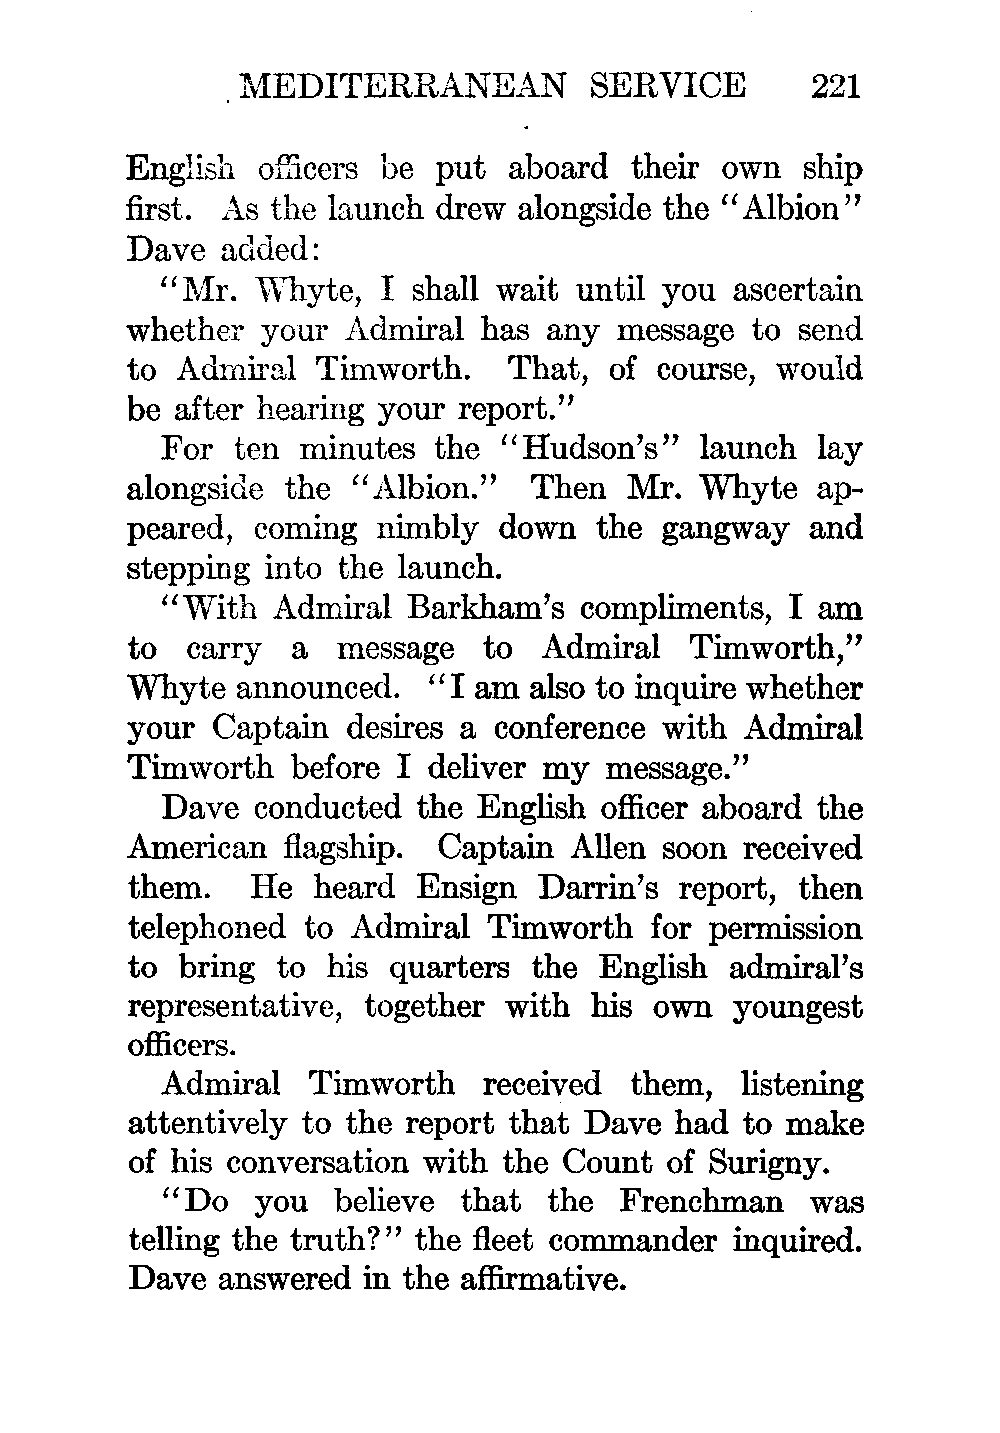 MEDITERRANEAN SERVICE 221
English officers be put aboard their own ship
first. As the launch drew alongside the "Albion"
Dave added:
"Mr. Whyte, I shall wait until you ascertain
whether your Admiral has any message to send
to Admiral Timworth. That, of course, would
be after hearing your report."
For ten minutes the "Hudson's" launch lay
alongside the "Albion." Then Mr. Whyte ap-
peared, coming nimbly down the gangway and
stepping into the launch.
"With Admiral Barkham's compliments, I am
to carry a message to Admiral Timworth,"
Whyte announced. "I am also to inquire whether
your Captain desires a conference with Admiral
Timworth before I deliver my message."
Dave conducted the English officer aboard the
American flagship. Captain Allen soon received
them. He heard Ensign Darrin's report, then
telephoned to Admiral Timworth for permission
to bring to his quarters the English admiral's
representative, together with his own youngest
officers.
Admiral Timworth received them, listening
attentively to the report that Dave had to make
of his conversation with the Count of Surigny.
"Do you believe that the Frenchman was
telling the truth?" the fleet commander inquired.
Dave answered in the affirmative.